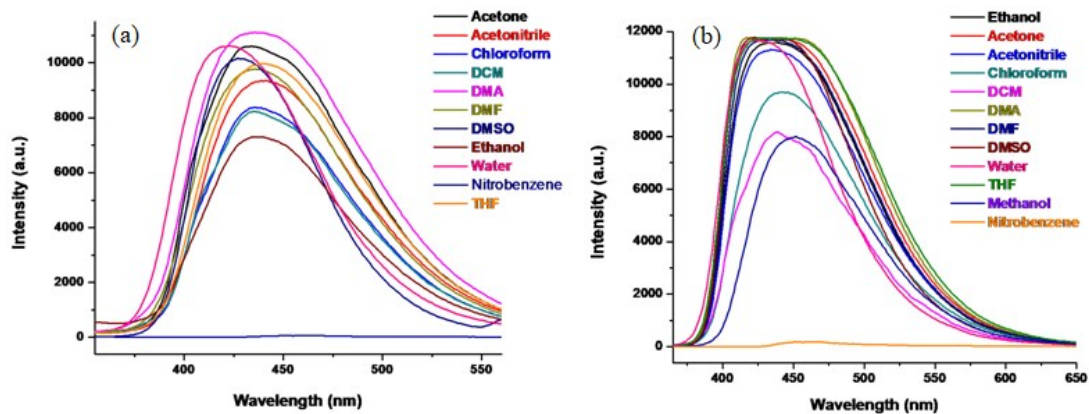 (a)
Acetone
Acetonitrile
Chloroform
DCM
DMA
DMF
DMSO
Ethanol
Water
Nitrobenzene
THF
Intensity (a.u.)
10000
8000
6000
4000
2000
0
400
450
500
550
Wavelength (nm)
(b)
Ethanol
Acetone
Acetonitrile
Chloroform
DCM
DMA
DMF
DMSO
Water
THF
Methanol
Nitrobenzene
Intensity (a.u.)
12000
10000
8000
6000
4000
2000
0
400
450
500
550
600
650
Wavelength (nm)